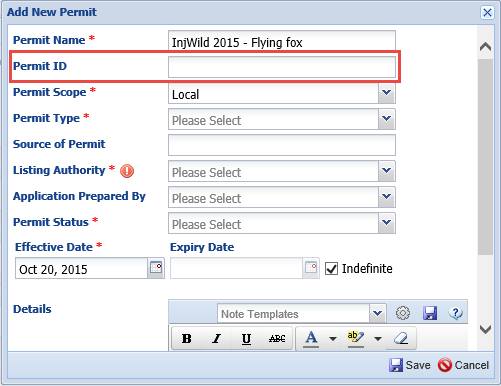 Add New Permit
Permit Name * InjWild 2015 - Flying fox
Permit ID
Permit Scope * Local
Permit Type * Please Select
Source of Permit
Listing Authority * Please Select
Application Prepared By Please Select
Permit Status * Please Select
Effective Date * Expiry Date
Oct 20, 2015 Indefinite
Details Note Templates
B I U ABC A ab
Save Cancel